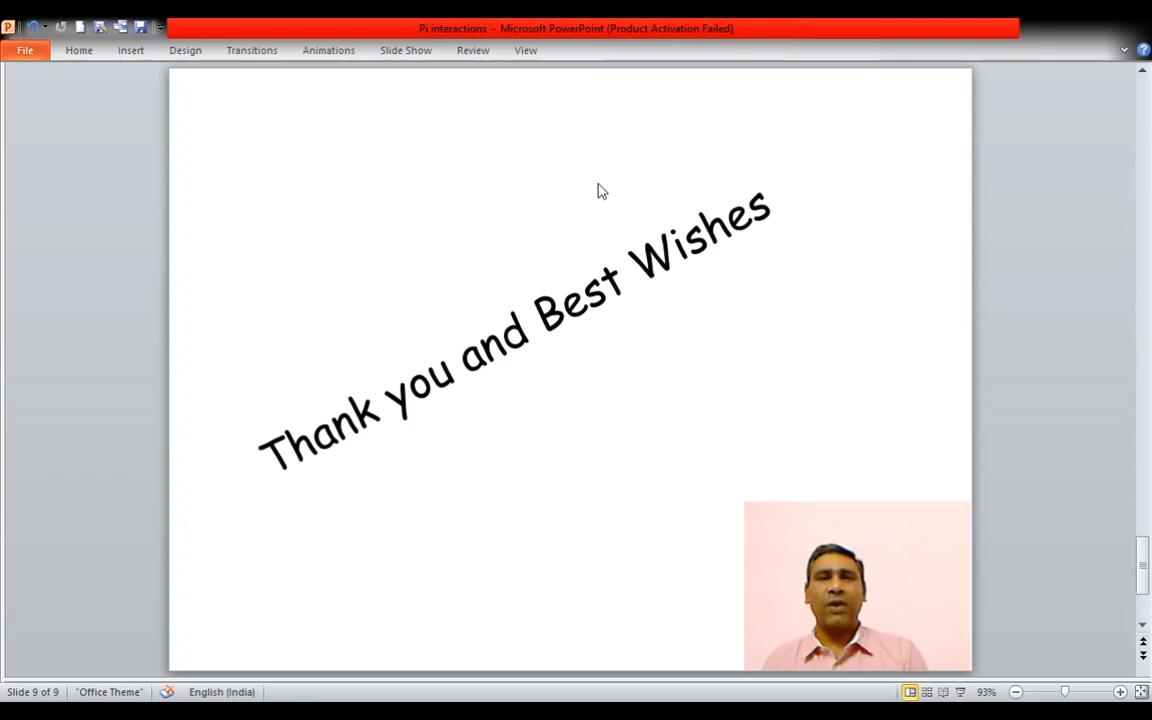 Pi interactions - Microsoft PowerPoint (Product Activation Failed)
File Home Insert Design Transitions Animations Slide Show Review View
Thank you and Best Wishes
Slide 9 of 9 "Office Theme" English (India) 93%